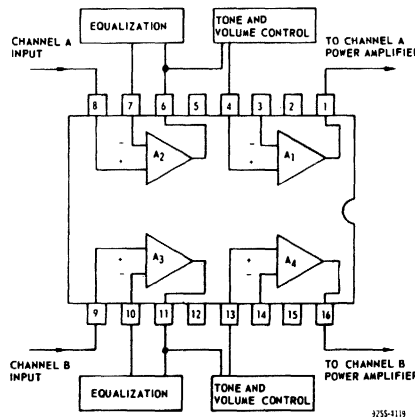 EQUALIZATION
TONE AND
VOLUME CONTROL
CHANNEL A
INPUT
TO CHANNEL A
POWER AMPLIFIER
8 7 6 5 4 3 2 1
− + A2
− + A1
+ − A3
+ − A4
9 10 11 12 13 14 15 16
CHANNEL B
INPUT
TO CHANNEL B
POWER AMPLIFIER
EQUALIZATION
TONE AND
VOLUME CONTROL
92SS-4119